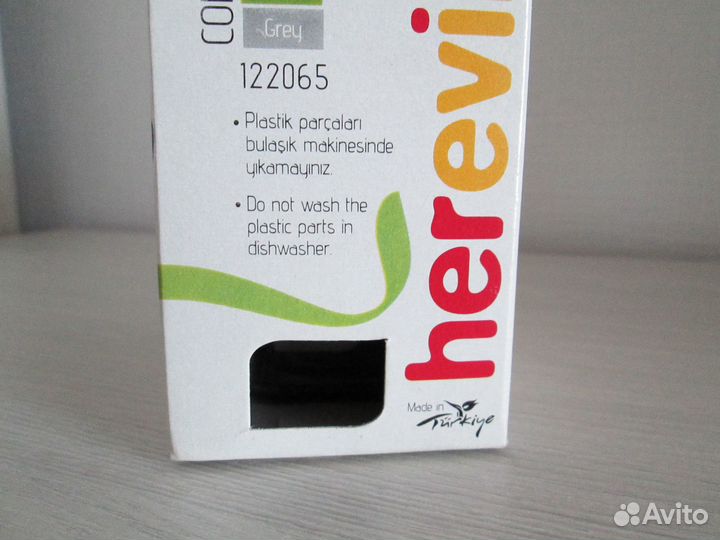 Grey
122065
• Plastik parçaları
bulaşık makinesinde
yıkamayınız.
• Do not wash the
plastic parts in
dishwasher.
Made in
Türkiye
Avito